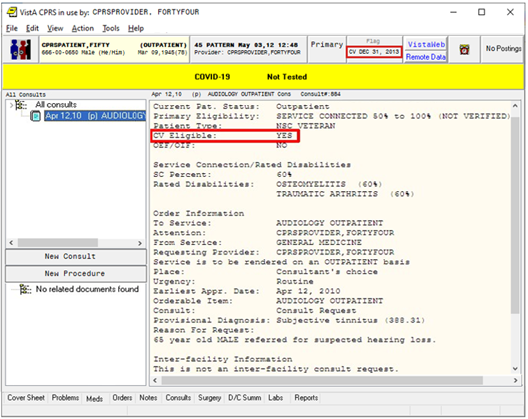 VistA CPRS in use by: CPRSPROVIDER, FORTYFOUR
File Edit View Action Tools Help
CPRSPATIENT,FIFTY (OUTPATIENT)
666-00-0650 Male (He/Him) Mar 09,1945(78)
45 PATTERN May 03,12 12:48
Provider: CPRSPROVIDER,FORTYFOUR
Primary
Flag
CV DEC 31, 2013
VistaWeb
Remote Data
No Postings
COVID-19 Not Tested
All Consults
Apr 12,10 (p) AUDIOLOGY OUTPATIENT Cons Consult#:664
All consults
Apr 12,10 (p) AUDIOLOGY
New Consult
New Procedure
No related documents found
Current Pat. Status: Outpatient
Primary Eligibility: SERVICE CONNECTED 50% to 100% (NOT VERIFIED)
Patient Type: NSC VETERAN
CV Eligible: YES
OEF/OIF: NO
Service Connection/Rated Disabilities
SC Percent: 60%
Rated Disabilities: OSTEOMYELITIS (60%)
TRAUMATIC ARTHRITIS (60%)
Order Information
To Service: AUDIOLOGY OUTPATIENT
Attention: CPRSPROVIDER,FORTYFOUR
From Service: GENERAL MEDICINE
Requesting Provider: CPRSPROVIDER,FORTYFOUR
Service is to be rendered on an OUTPATIENT basis
Place: Consultant's choice
Urgency: Routine
Earliest Appr. Date: Apr 12, 2010
Orderable Item: AUDIOLOGY OUTPATIENT
Consult: Consult Request
Provisional Diagnosis: Subjective tinnitus (388.31)
Reason For Request:
65 year old MALE referred for suspected hearing loss.
Inter-facility Information
This is not an inter-facility consult request.
Cover Sheet Problems Meds Orders Notes Consults Surgery D/C Summ Labs Reports